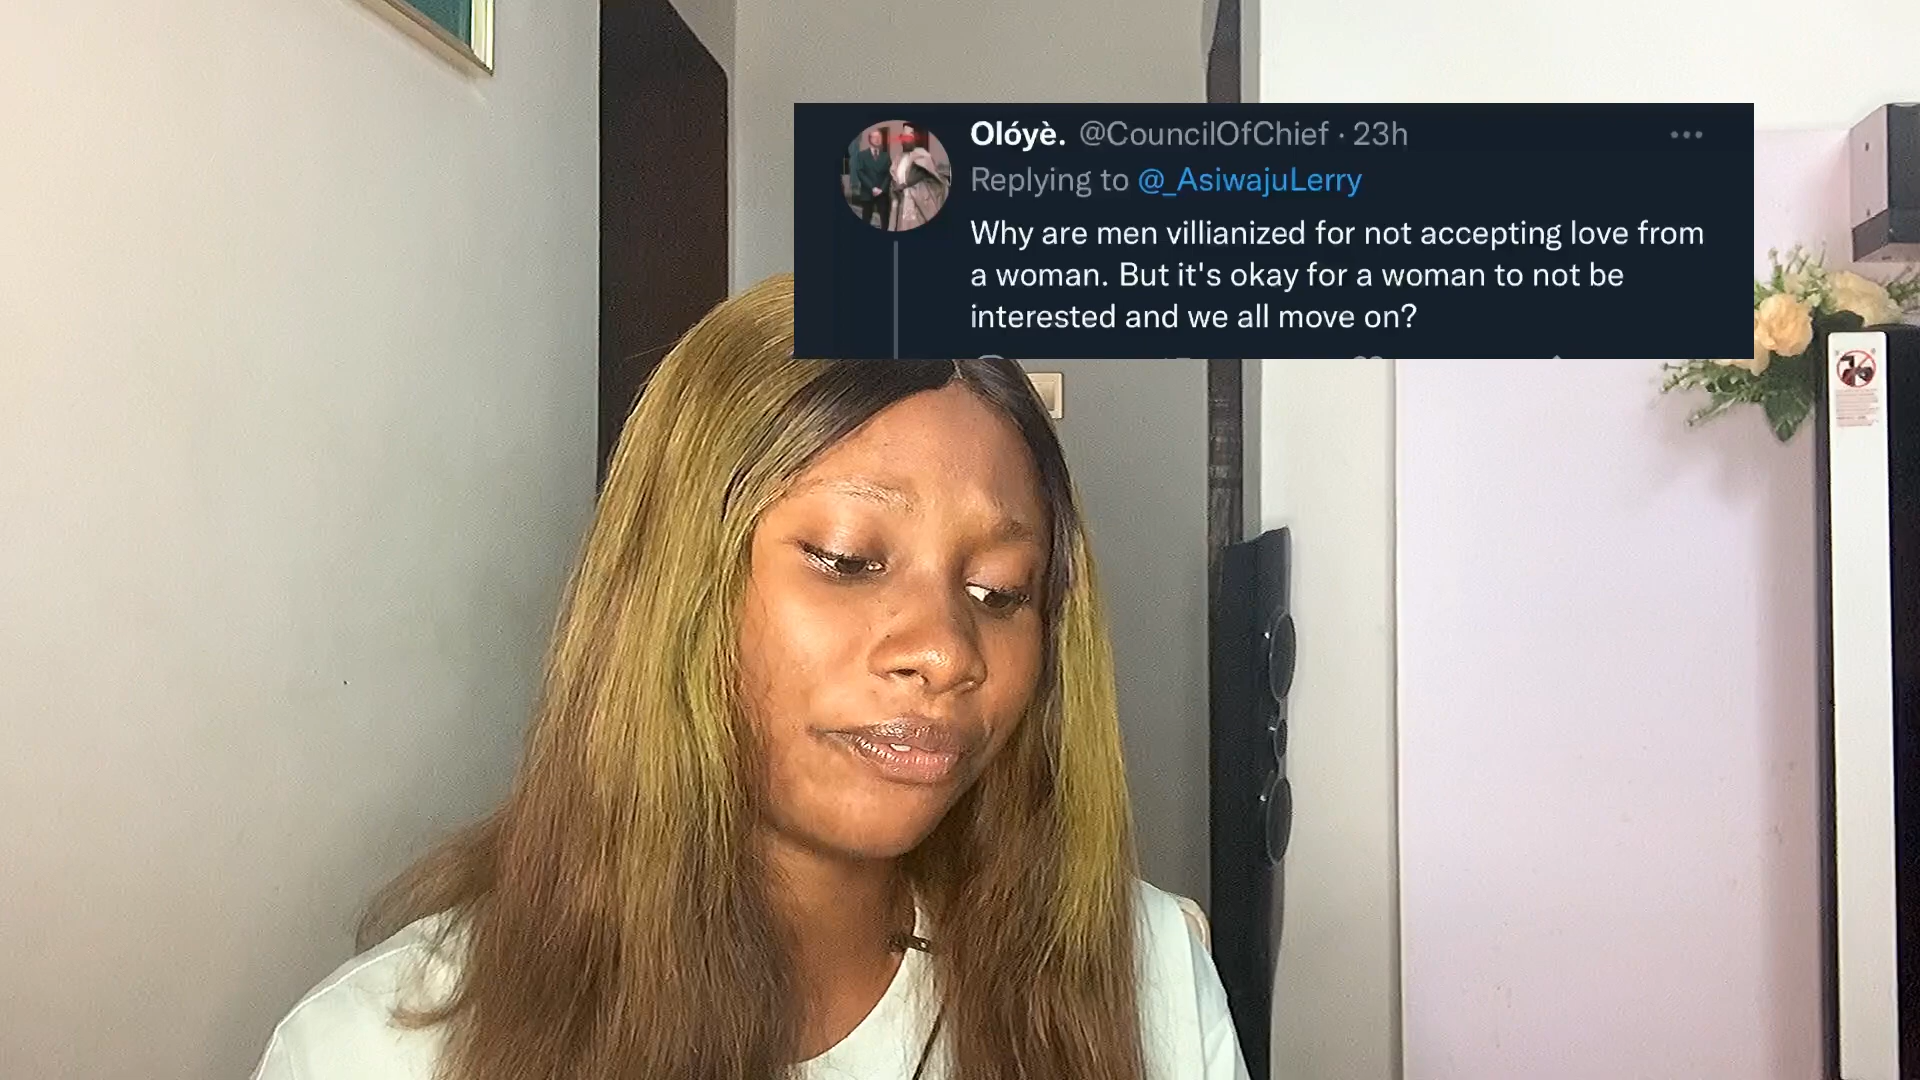 Olóyè. @CouncilOfChief · 23h
Replying to @_AsiwajuLerry
Why are men villianized for not accepting love from
a woman. But it's okay for a woman to not be
interested and we all move on?